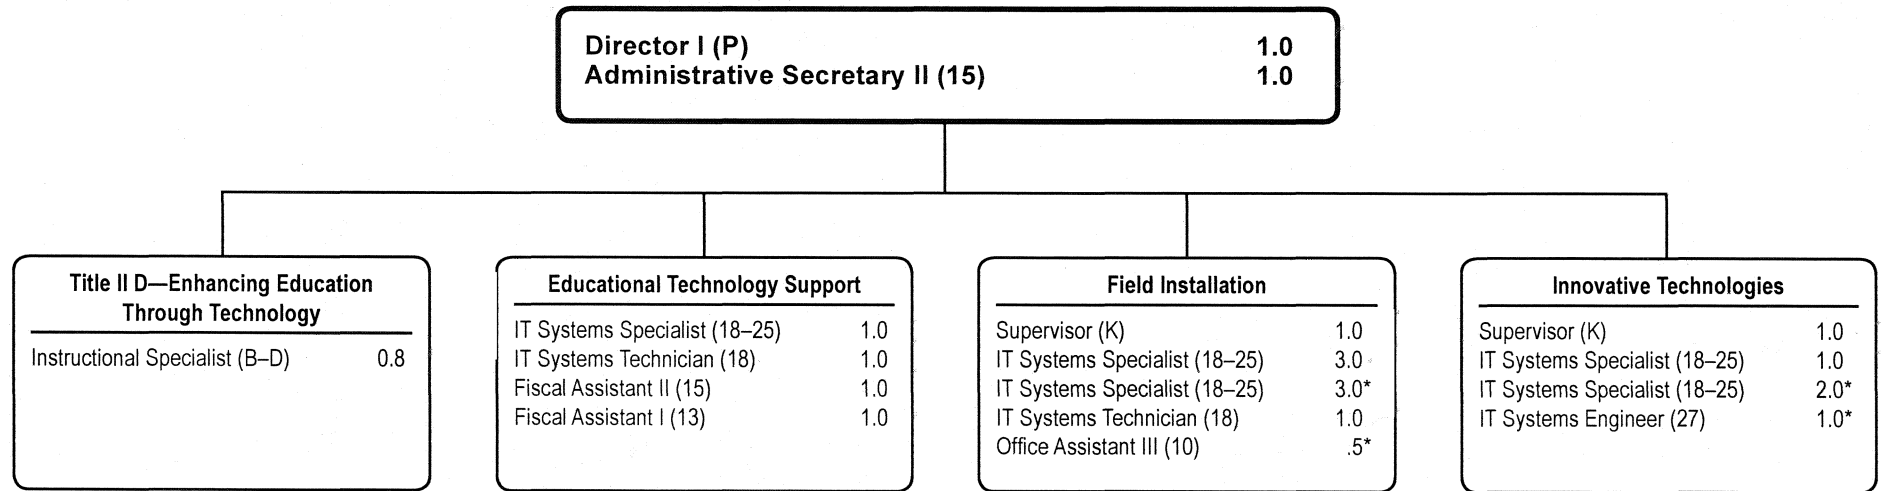 Director I (P) 1.0
Administrative Secretary II (15) 1.0
Title II D—Enhancing Education
Through Technology
Instructional Specialist (B–D) 0.8
Educational Technology Support
IT Systems Specialist (18–25) 1.0
IT Systems Technician (18) 1.0
Fiscal Assistant II (15) 1.0
Fiscal Assistant I (13) 1.0
Field Installation
Supervisor (K) 1.0
IT Systems Specialist (18–25) 3.0
IT Systems Specialist (18–25) 3.0*
IT Systems Technician (18) 1.0
Office Assistant III (10) .5*
Innovative Technologies
Supervisor (K) 1.0
IT Systems Specialist (18–25) 1.0
IT Systems Specialist (18–25) 2.0*
IT Systems Engineer (27) 1.0*